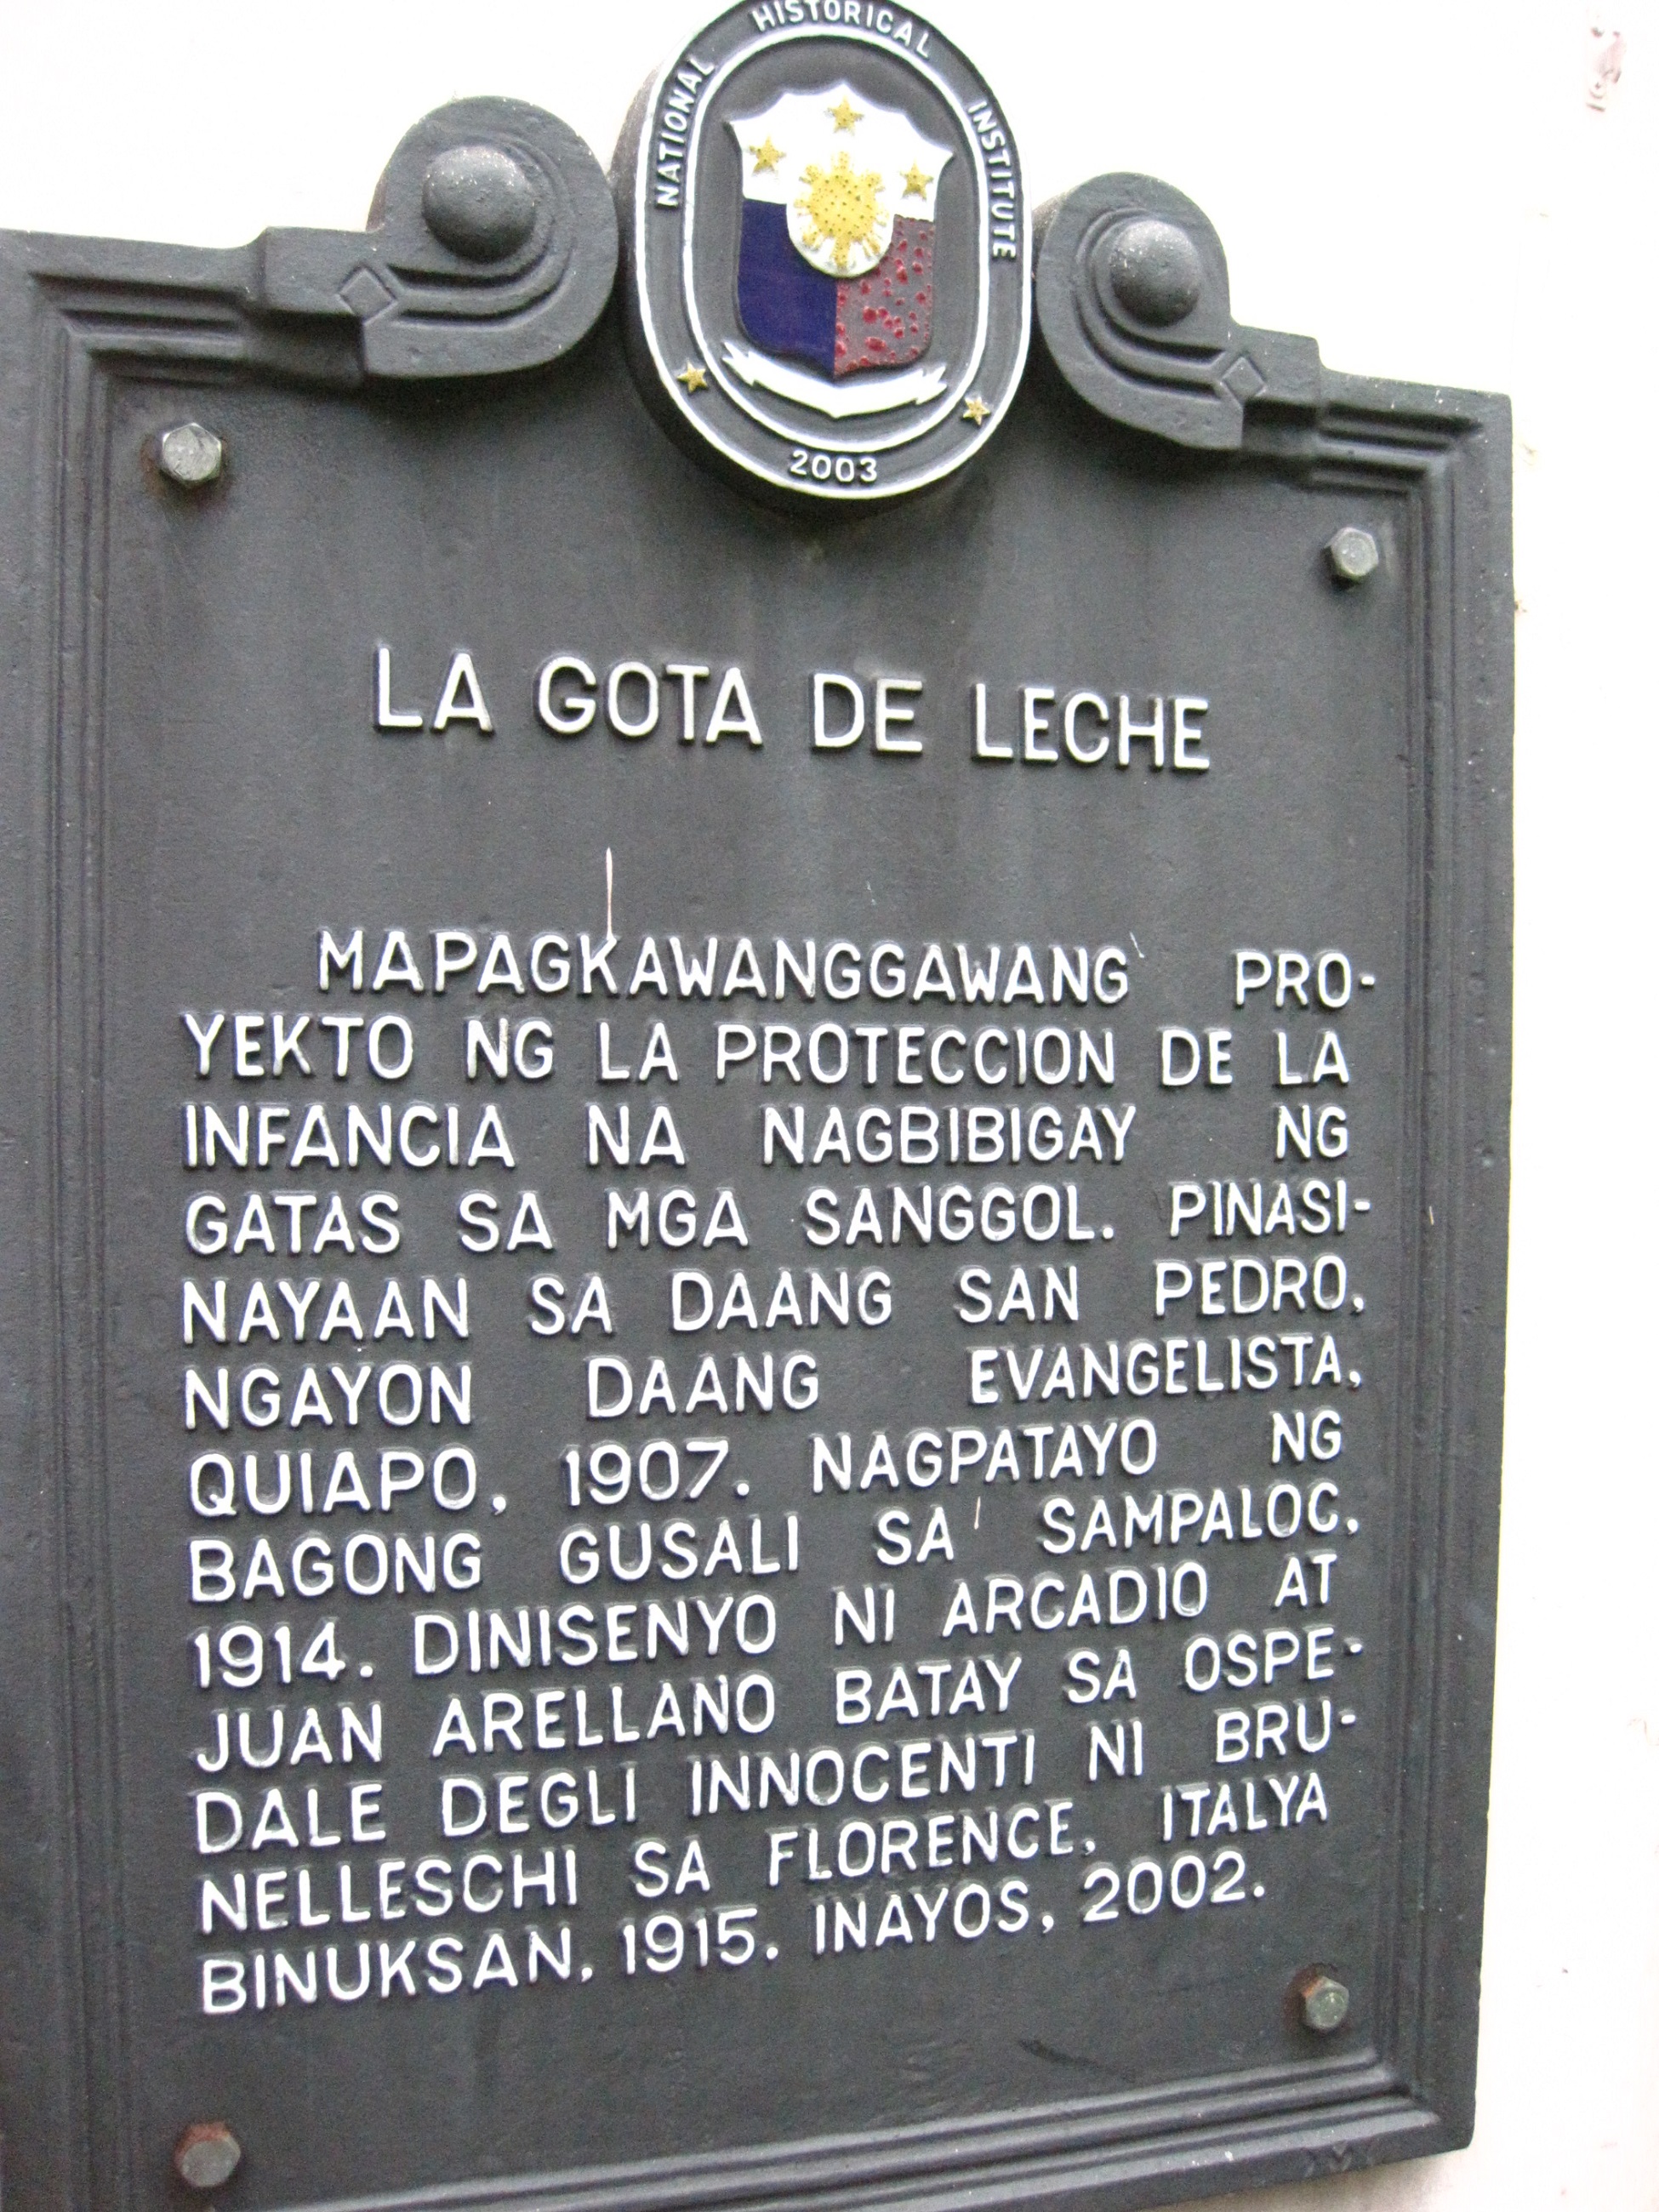 NATIONAL HISTORICAL INSTITUTE
2003
LA GOTA DE LECHE
MAPAGKAWANGGAWANG PRO-
YEKTO NG LA PROTECCION DE LA
INFANCIA NA NAGBIBIGAY NG
GATAS SA MGA SANGGOL. PINASI-
NAYAAN SA DAANG SAN PEDRO,
NGAYON DAANG EVANGELISTA,
QUIAPO, 1907. NAGPATAYO NG
BAGONG GUSALI SA SAMPALOC,
1914. DINISENYO NI ARCADIO AT
JUAN ARELLANO BATAY SA OSPE-
DALE DEGLI INNOCENTI NI BRU-
NELLESCHI SA FLORENCE, ITALYA
BINUKSAN, 1915. INAYOS, 2002.